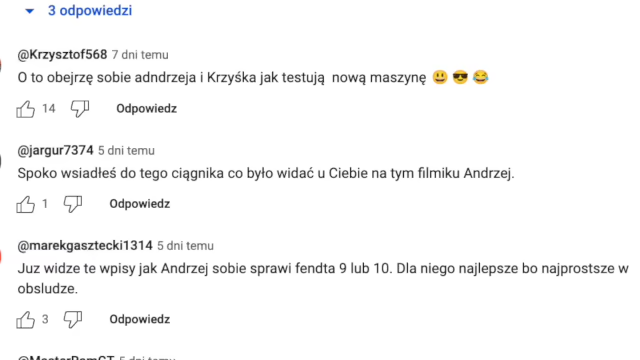 3 odpowiedzi
@Krzysztof568 7 dni temu
O to obejrzę sobie adndrzeja i Krzyśka jak testują nową maszynę 😃 😎 😂
14 Odpowiedz
@jargur7374 5 dni temu
Spoko wsiadłeś do tego ciągnika co było widać u Ciebie na tym filmiku Andrzej.
1 Odpowiedz
@marekgasztecki1314 5 dni temu
Juz widze te wpisy jak Andrzej sobie sprawi fendta 9 lub 10. Dla niego najlepsze bo najprostsze w
obsludze.
3 Odpowiedz
5 dni temu